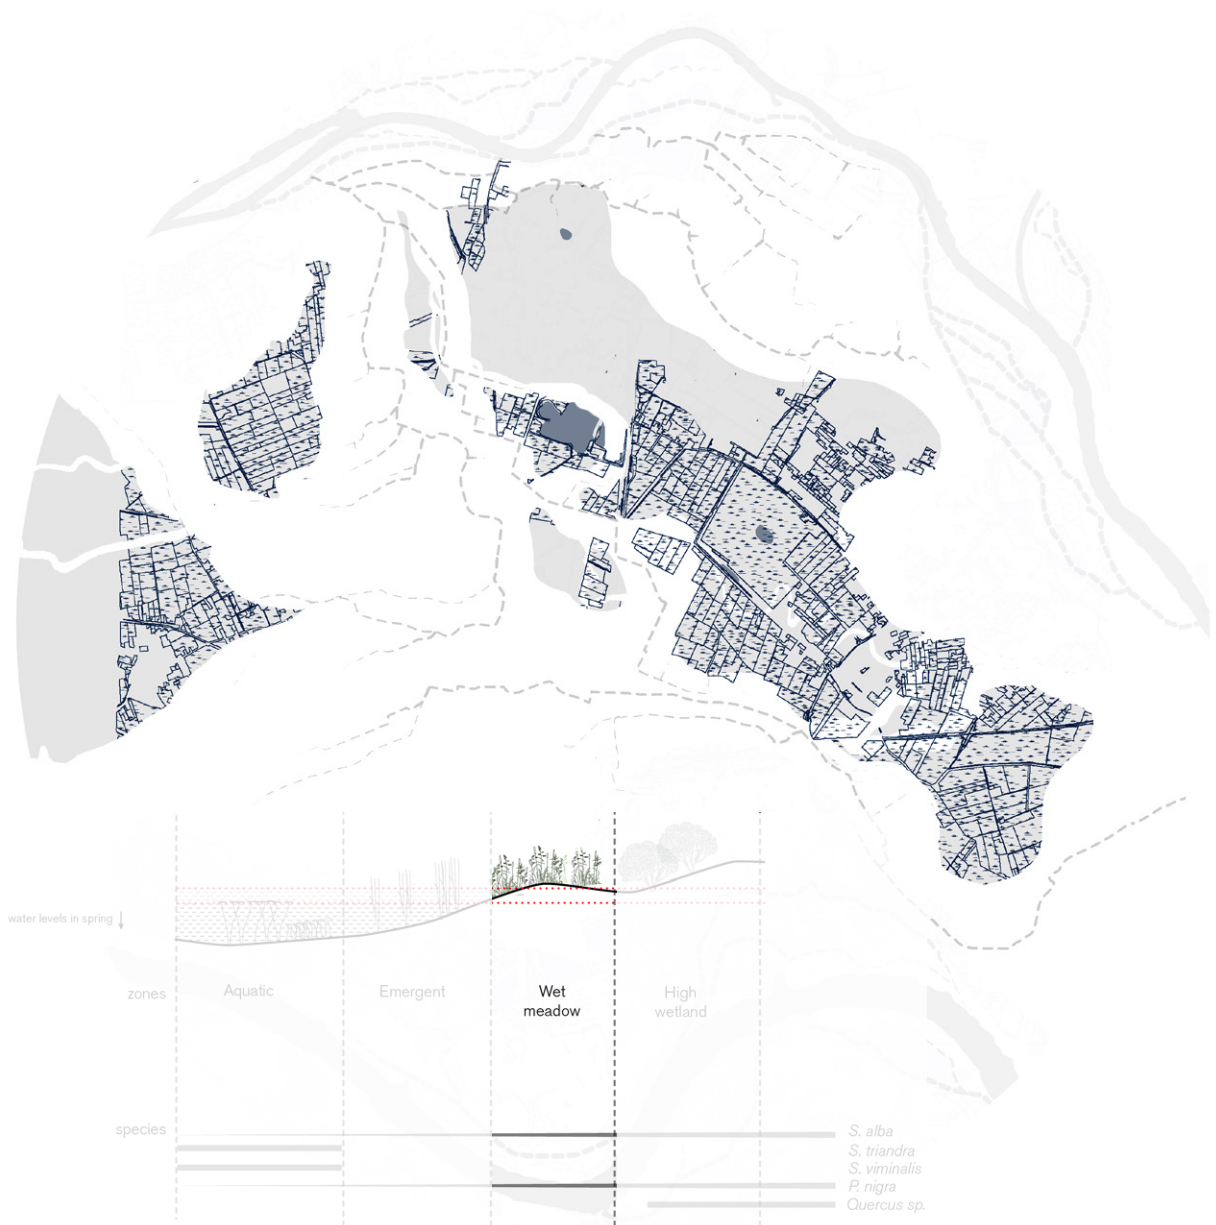 water levels in spring
zones
Aquatic
Emergent
Wet
meadow
High
wetland
species
S. alba
S. triandra
S. viminalis
P. nigra
Quercus sp.